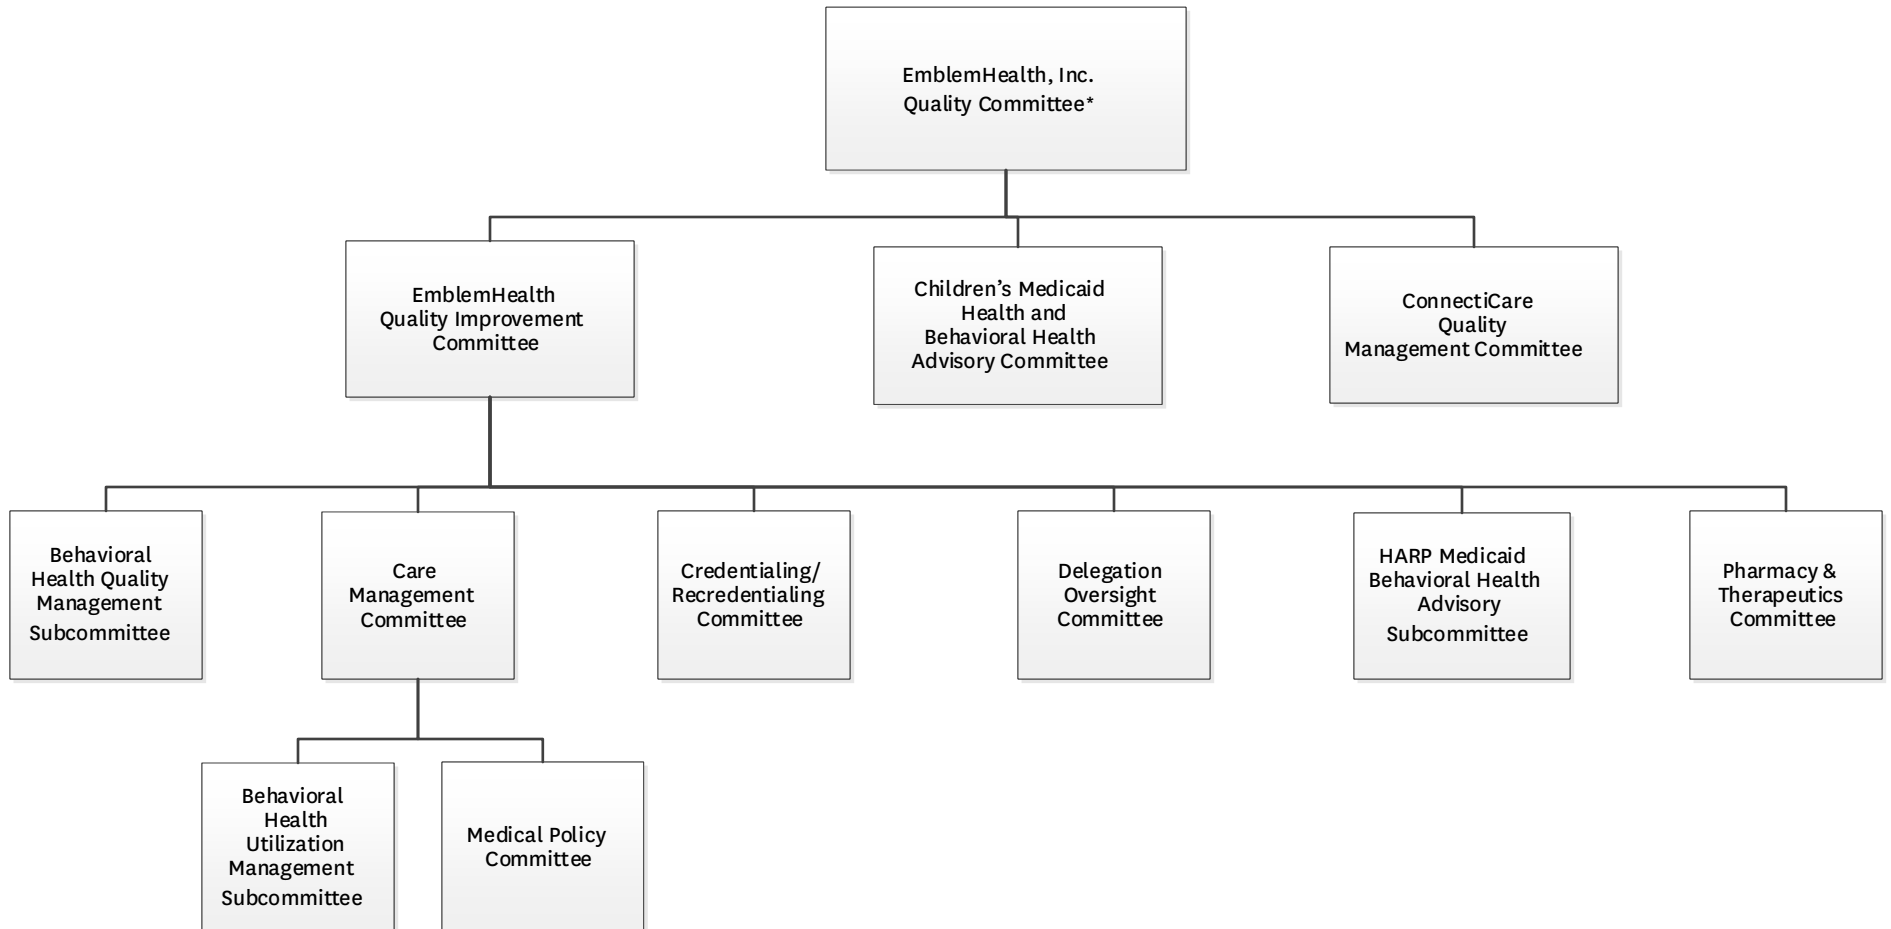 EmblemHealth, Inc.
Quality Committee*
EmblemHealth
Quality Improvement
Committee
Children’s Medicaid
Health and
Behavioral Health
Advisory Committee
ConnectiCare
Quality
Management Committee
Behavioral
Health Quality
Management
Subcommittee
Care
Management
Committee
Credentialing/
Recredentialing
Committee
Delegation
Oversight
Committee
HARP Medicaid
Behavioral Health
Advisory
Subcommittee
Pharmacy &
Therapeutics
Committee
Behavioral
Health
Utilization
Management
Subcommittee
Medical Policy
Committee